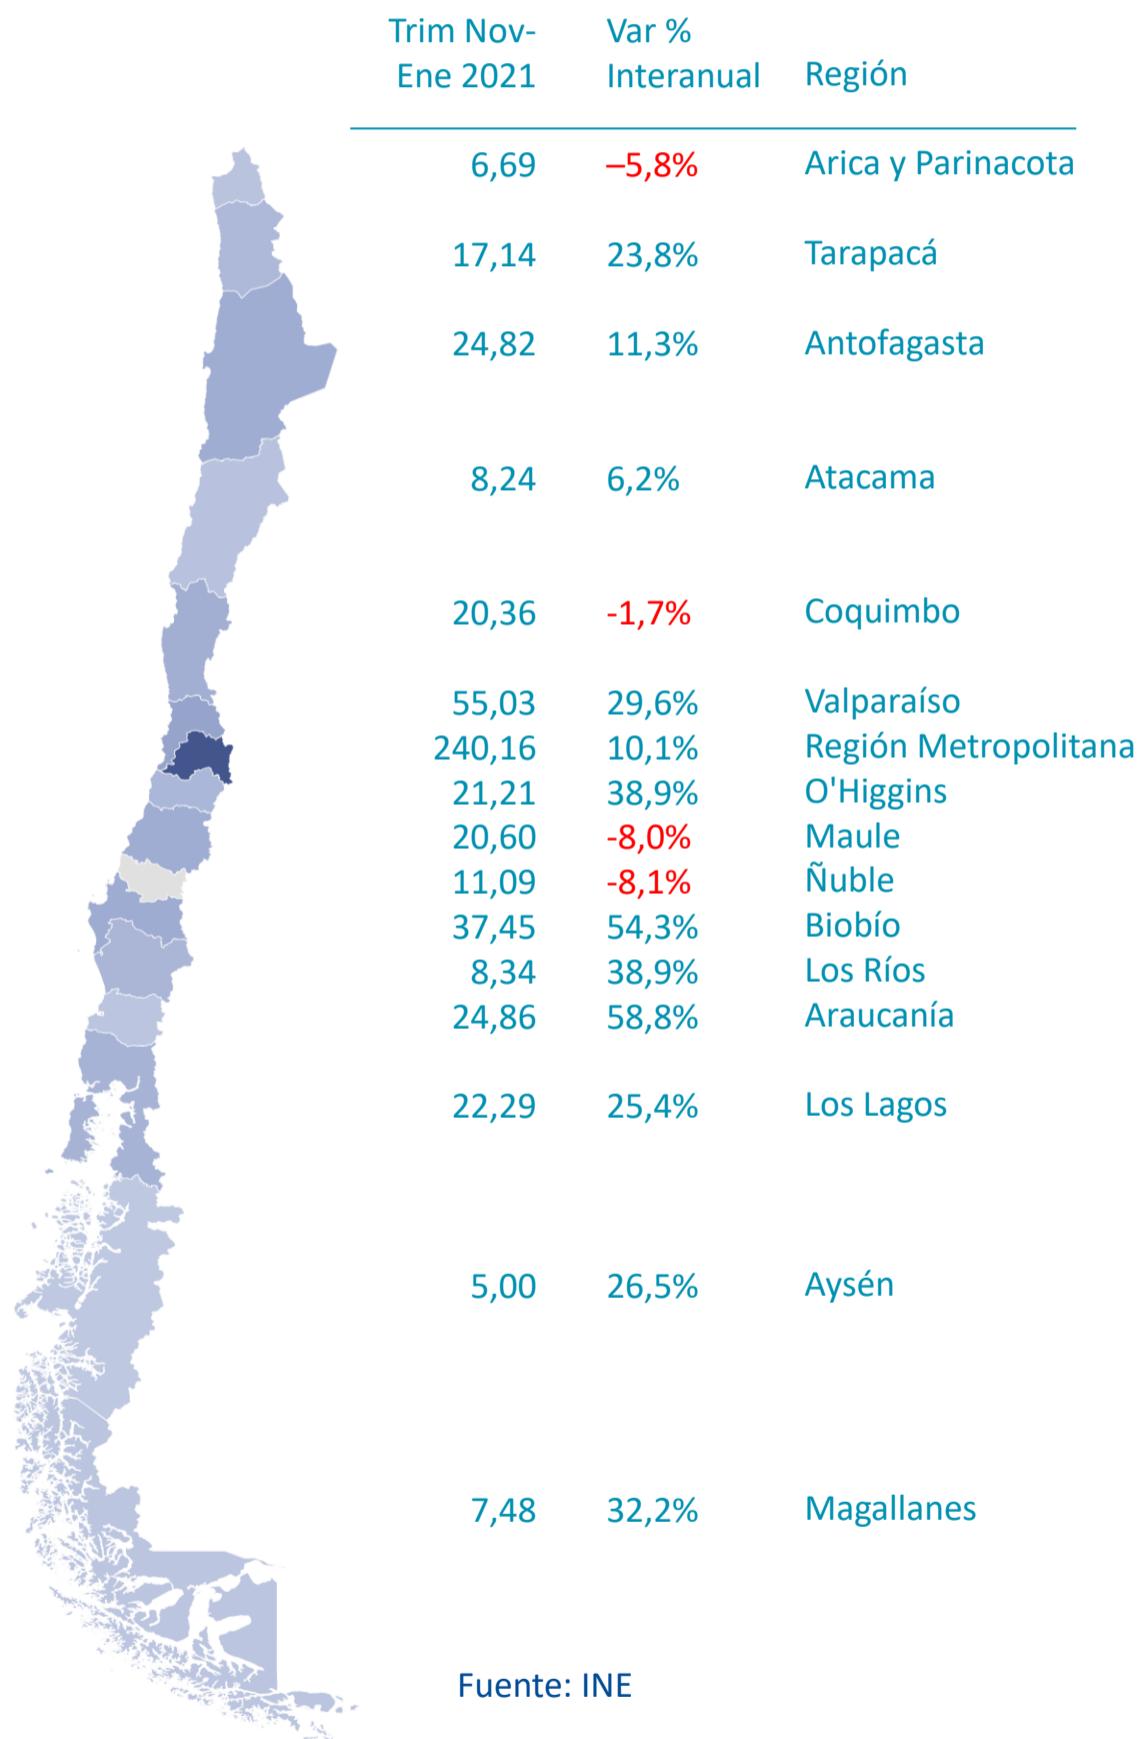 Trim Nov- Var %
Ene 2021 Interanual Región
6,69 –5,8% Arica y Parinacota
17,14 23,8% Tarapacá
24,82 11,3% Antofagasta
8,24 6,2% Atacama
20,36 -1,7% Coquimbo
55,03 29,6% Valparaíso
240,16 10,1% Región Metropolitana
21,21 38,9% O'Higgins
20,60 -8,0% Maule
11,09 -8,1% Ñuble
37,45 54,3% Biobío
8,34 38,9% Los Ríos
24,86 58,8% Araucanía
22,29 25,4% Los Lagos
5,00 26,5% Aysén
7,48 32,2% Magallanes
Fuente: INE